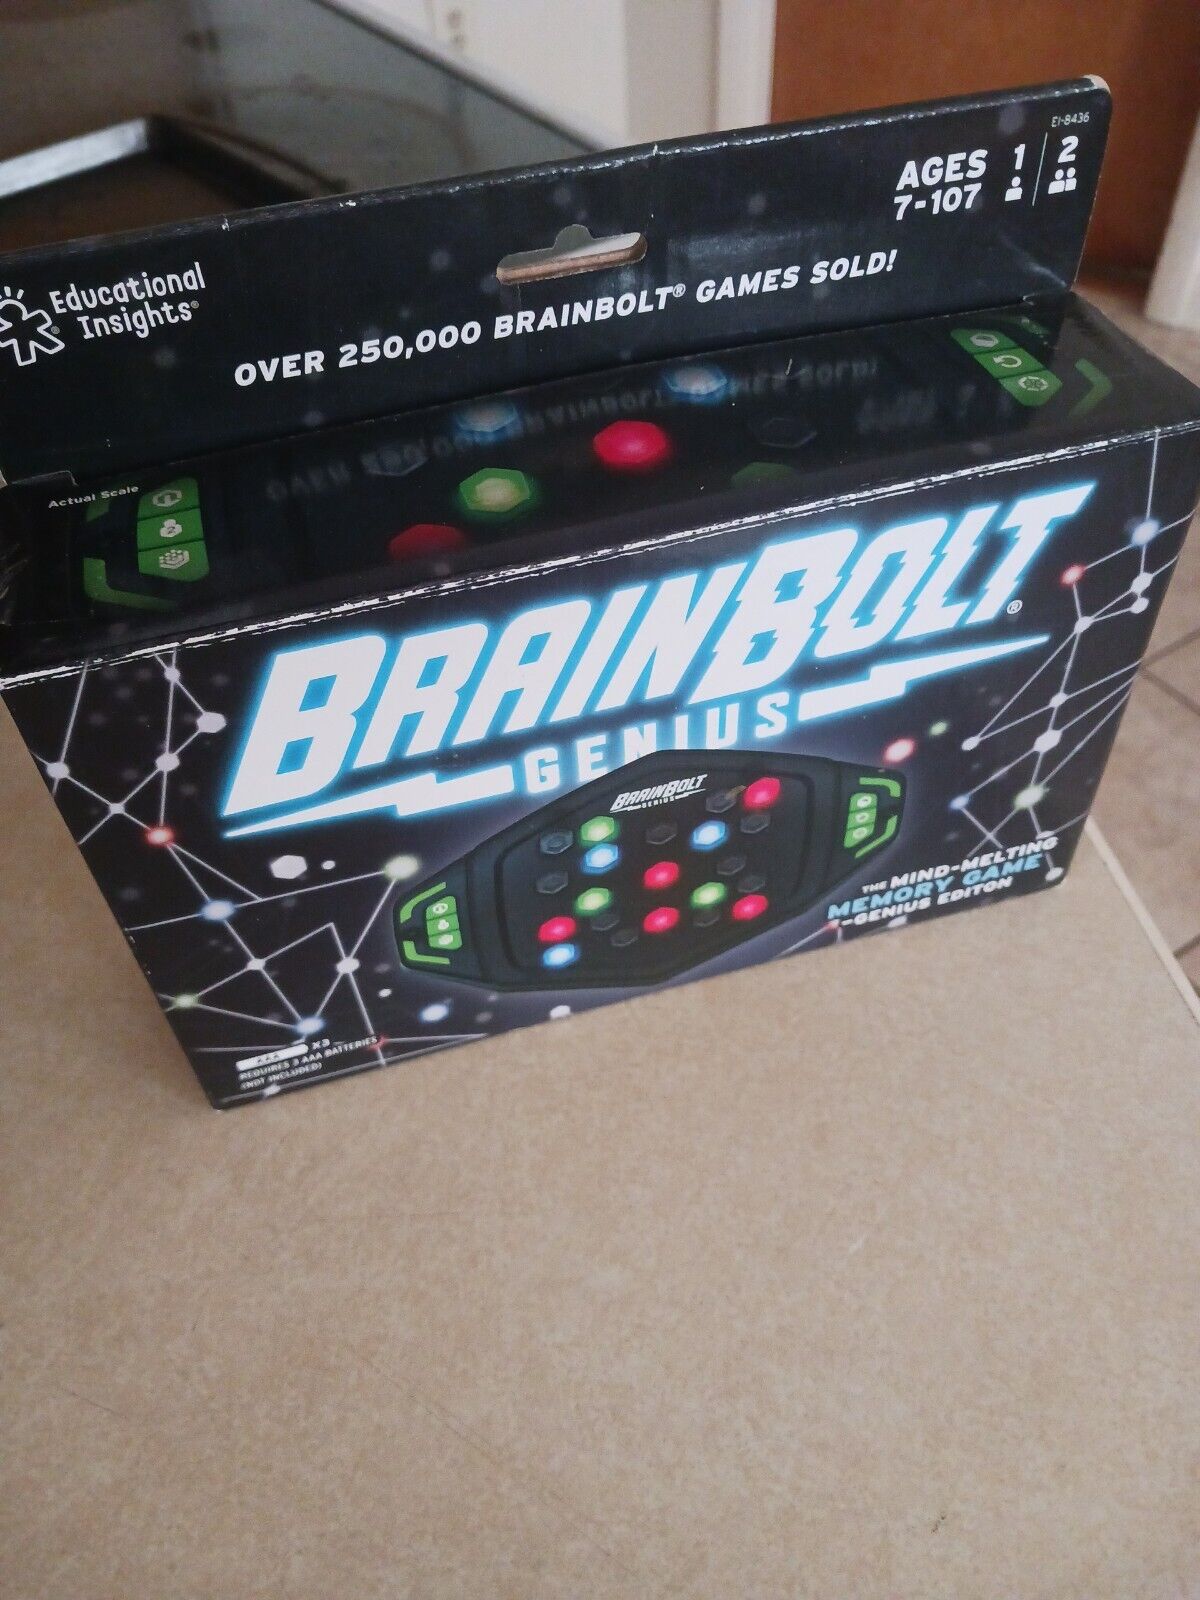 EI-8436
AGES
7-107
1
2
Educational
Insights®
OVER 250,000 BRAINBOLT® GAMES SOLD!
Actual Scale
BRAINBOLT®
GENIUS
BRAINBOLT
GENIUS
THE MIND-MELTING
MEMORY GAME
-GENIUS EDITON
AAA X3
REQUIRES 3 AAA BATTERIES
(NOT INCLUDED)